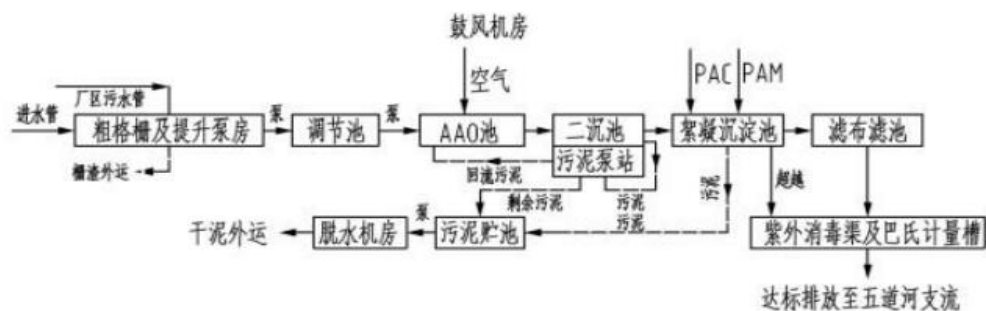 鼓风机房
空气
PAC
PAM
厂区污水管
进水管
粗格栅及提升泵房
泵
调节池
泵
AAO池
二沉池
絮凝沉淀池
滤布滤池
污泥泵站
栅渣外运
回流污泥
剩余污泥
污泥
污泥
污泥
超越
干泥外运
脱水机房
泵
污泥贮池
紫外消毒渠及巴氏计量槽
达标排放至五道河支流